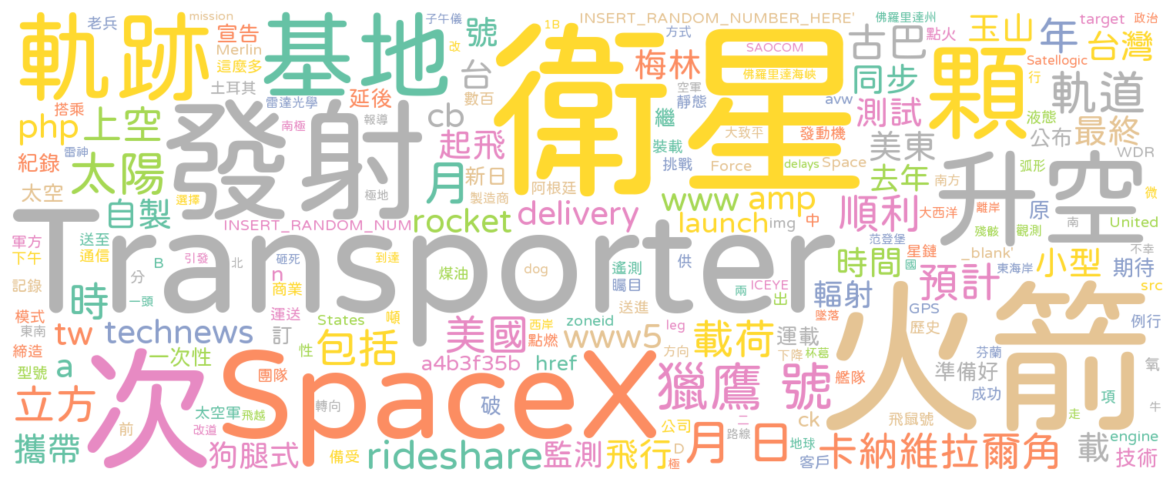 老兵 mission 子午儀 1B INSERT_RANDOM_NUMBER_HERE' 佛羅里達州 target 政治
軌跡 宣告 基地 號 改 方式 SAOCOM 點火 玉山 年 台灣
Merlin 這麼多 衛星 梅林 古巴 顆 Satellogic
土耳其 台 佛羅里達海峽 同步 行 軌道
搭乘 雷達光學 延後 數百 空軍 靜態 avw 液態
php 上空 南極 報導 cb 繼 大致平 發動機 測試 公布 最終
紀錄 雷神 發射 起飛 裝載 挑戰 Force delays Space 美東 弧形 WDR
太空 太陽 選擇 極地 月 新日 製造商 阿根廷 www amp 去年 南方 升空 離岸 微
自製 INSERT_RANDOM_NUM rocket delivery launch img 中 順利 大西洋 原 殘骸 觀測 南 United
軍方 送至 Transporter 范登堡 星鏈 _blank' 不幸
下午 通信 B 引發 北 砸死 到達 煤油 dog 遙測 供 時間 國 東海岸 小型 期待
記錄 時 分 一頭 n 商業 矚目 兩 ICEYE 出 輻射 預計 墜落 GPS src
模式 東南 tw technews 運送 訂 States 噸 點燃 西岸 美國 送進 www5 zoneid leg 載荷 運載 歷史 火箭 例行
締造 一次性 性 包括 a4b3f35b href 方向 下降 杯墓 芬蘭
型號 a 次 團隊 SpaceX 獵鷹 號 艦隊 準備好 成功 氧
立方 太空軍 飛越 轉向 破 ck 飛鼠號 項 牛
前 改道 公司 二 走
攜帶 狗腿式 備受 rideshare 監測 飛行 D 極 月 日 路線 地球 客戶 卡納維拉爾角 載 engine 技術